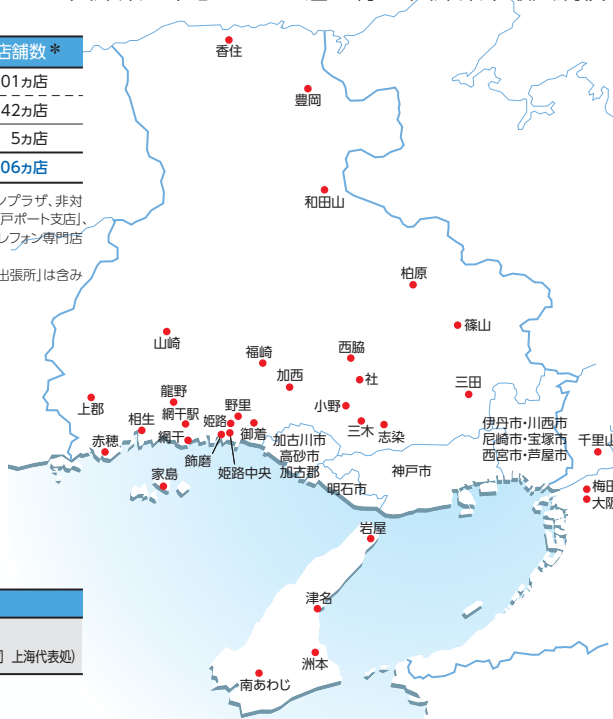 店舗数*
01ヵ店
42ヵ店
5ヵ店
06ヵ店
ンプラザ、非対
戸ポート支店」、
レフォン専門店
出張所」は含み
香住
豊岡
和田山
柏原
篠山
山崎
福崎
西脇
加西
社
三田
上郡
龍野
小野
相生
網干駅
姫路
野里
三木
志染
伊丹市・川西市
尼崎市・宝塚市
西宮市・芦屋市
千里山
赤穂
網干
御着
飾磨
姫路中央
加古川市
高砂市
加古郡
神戸市
家島
明石市
梅田
大阪
岩屋
津名
洲本
南あわじ
上海代表処)